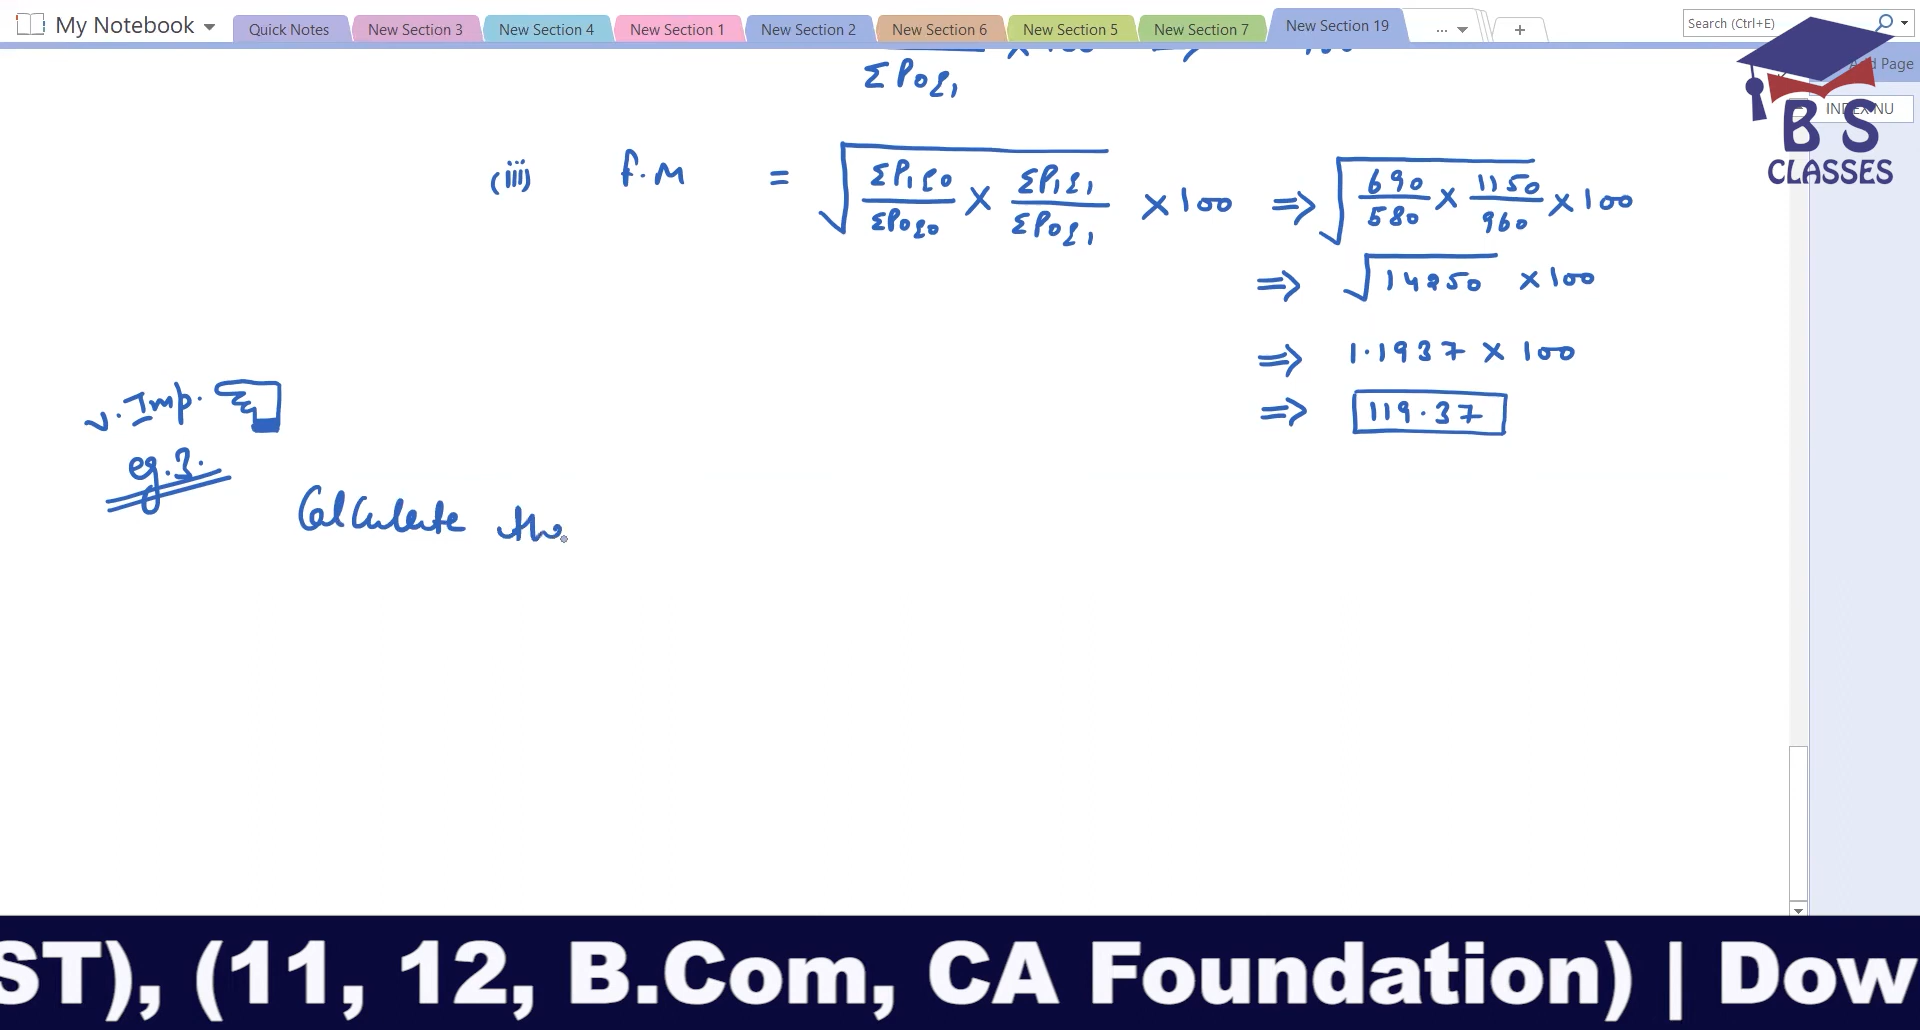 My Notebook
Quick Notes
New Section 3
New Section 4
New Section 1
New Section 2
New Section 6
New Section 5
New Section 7
New Section 19
...
+
Search (Ctrl+E)
d Page
INDEX NU
B S
CLASSES
ΣP₀q₁
(iii) F.M = √(ΣP₁q₀/ΣP₀q₀ × ΣP₁q₁/ΣP₀q₁) × 100 ⇒ √(690/580 × 1150/960) × 100
⇒ √14250 × 100
⇒ 1.1937 × 100
⇒ 119.37
v. Imp.
eg.3.
Calculate the
ST), (11, 12, B.Com, CA Foundation) | Dow